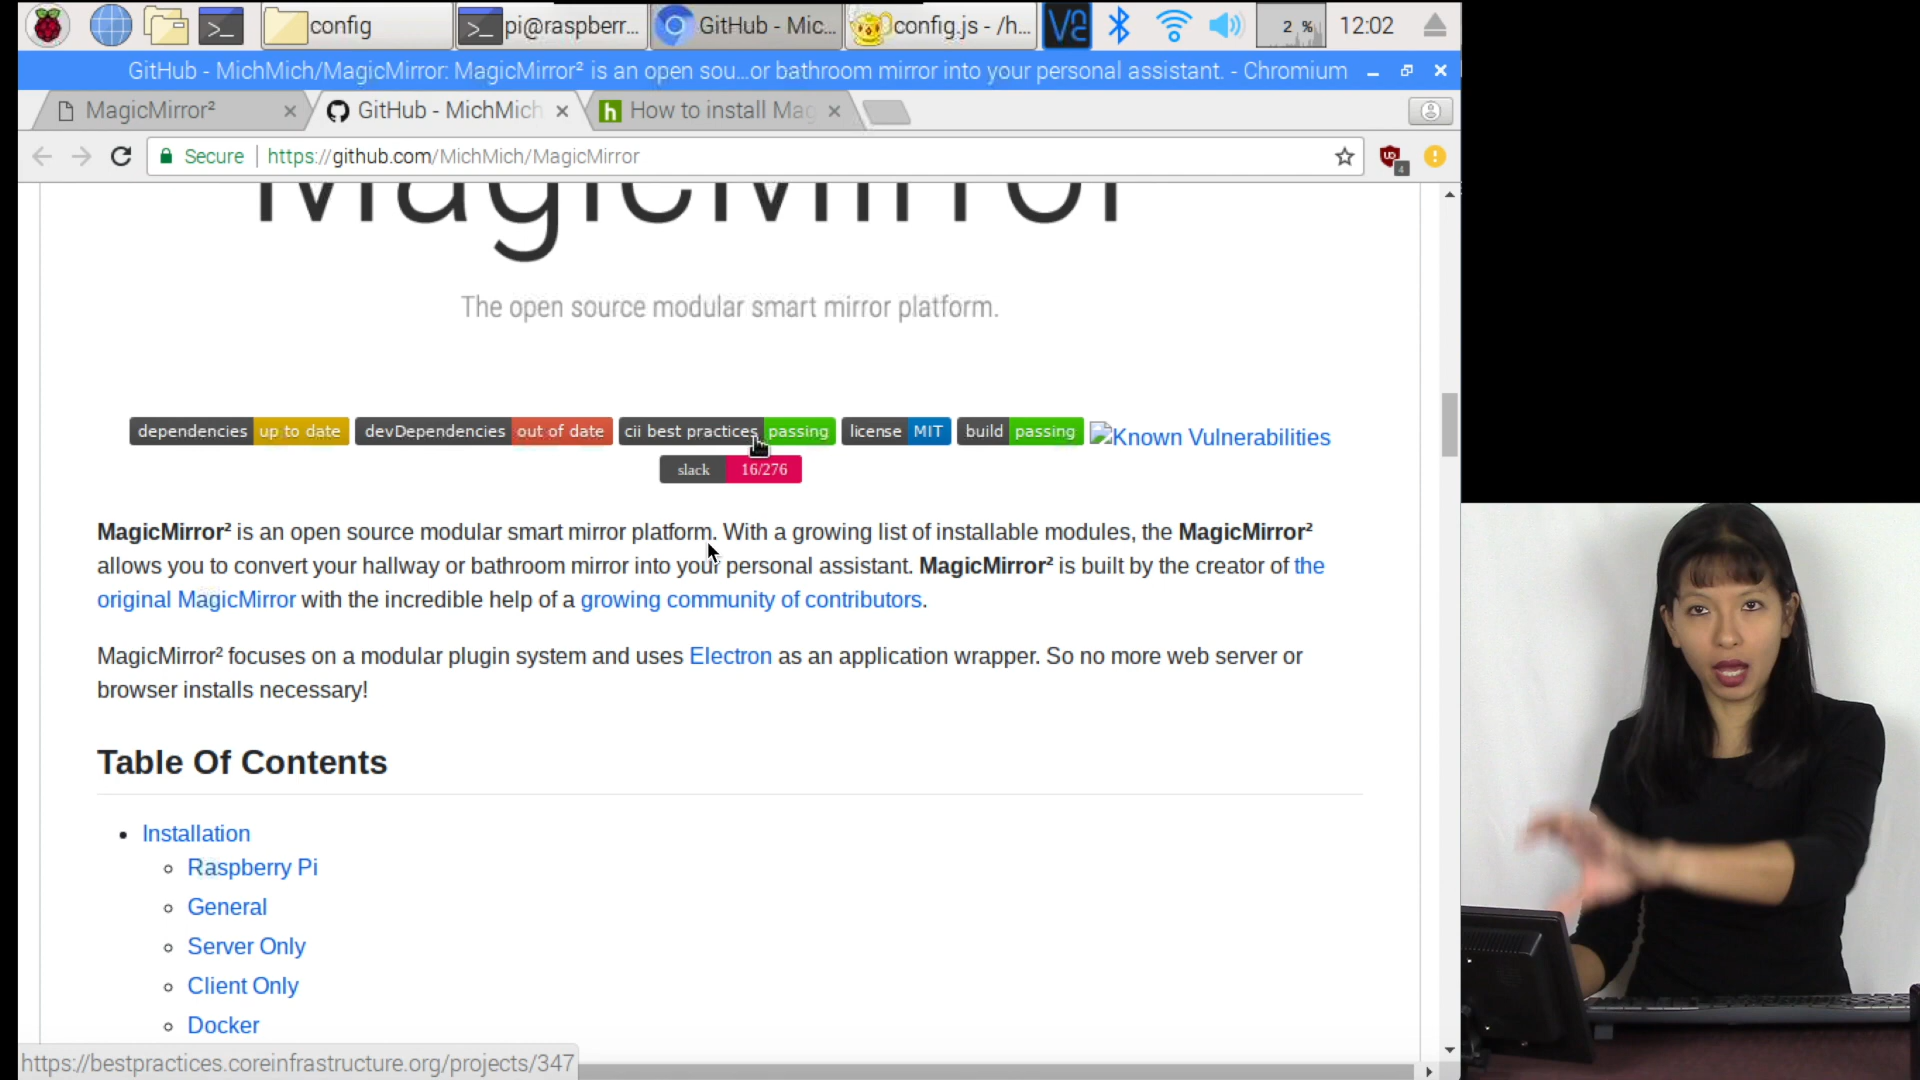 config
pi@raspberr...
GitHub - Mic...
config.js - /h...
2 %
12:02
GitHub - MichMich/MagicMirror: MagicMirror² is an open sou...or bathroom mirror into your personal assistant. - Chromium
MagicMirror²
GitHub - MichMich
How to install Mag
Secure
https://github.com/MichMich/MagicMirror
4
MagicMirror
The open source modular smart mirror platform.
dependencies up to date
devDependencies out of date
cii best practices passing
license MIT
build passing
Known Vulnerabilities
slack 16/276
MagicMirror² is an open source modular smart mirror platform. With a growing list of installable modules, the MagicMirror²
allows you to convert your hallway or bathroom mirror into your personal assistant. MagicMirror² is built by the creator of the
original MagicMirror with the incredible help of a growing community of contributors.
MagicMirror² focuses on a modular plugin system and uses Electron as an application wrapper. So no more web server or
browser installs necessary!
Table Of Contents
Installation
Raspberry Pi
General
Server Only
Client Only
Docker
https://bestpractices.coreinfrastructure.org/projects/347